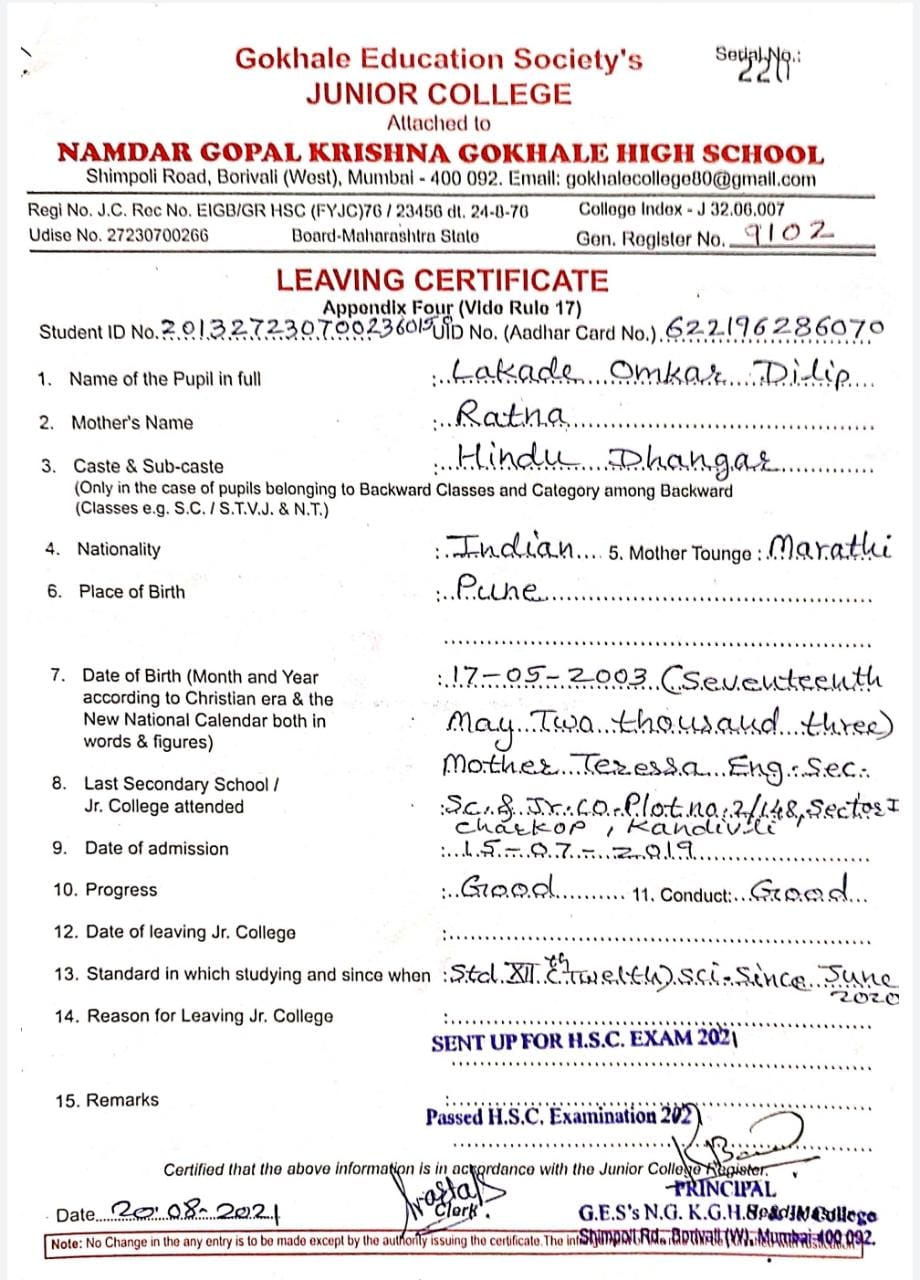 Gokhale Education Society's
Serial No.:
JUNIOR COLLEGE
Attached to
NAMDAR GOPAL KRISHNA GOKHALE HIGH SCHOOL
Shimpoli Road, Borivali (West), Mumbai - 400 092. Email: gokhalecollege80@gmail.com
Regi No. J.C. Rec No. EIGB/GR HSC (FYJC)76 / 23456 dt. 24-8-76 College Index - J 32.06.007
Udise No. 27230700266 Board-Maharashtra State Gen. Register No. 9102
LEAVING CERTIFICATE
Appendix Four (Vide Rule 17)
Student ID No. UID No. (Aadhar Card No.) 622196286070
1. Name of the Pupil in full : Lakade Omkar Dilip
2. Mother's Name : Ratna
3. Caste & Sub-caste : Hindu Dhangar
(Only in the case of pupils belonging to Backward Classes and Category among Backward
(Classes e.g. S.C. / S.T.V.J. & N.T.)
4. Nationality : Indian 5. Mother Tounge : Marathi
6. Place of Birth : Pune
7. Date of Birth (Month and Year : 17-05-2003 (Seventeenth
according to Christian era & the
New National Calendar both in May Two thousand three)
words & figures)
8. Last Secondary School / Mother Teressa Eng. Sec.
Jr. College attended : Sc. & Jr. co. Plot no. 2/148, Sector I
charkop, Kandivli
9. Date of admission : 15-07-2019
10. Progress : Good 11. Conduct: Good
12. Date of leaving Jr. College :
13. Standard in which studying and since when : Std. XIIth (Twelth) sci. Since June
2020
14. Reason for Leaving Jr. College :
SENT UP FOR H.S.C. EXAM 2021
15. Remarks :
Passed H.S.C. Examination 2021
Certified that the above information is in accordance with the Junior College Register.
PRINCIPAL
Clerk.
Date 20-08-2021 G.E.S's N.G. K.G.H. College
Note: No Change in the any entry is to be made except by the authority issuing the certificate. The
Shimpoli Rd., Borivali (W), Mumbai-400 092.